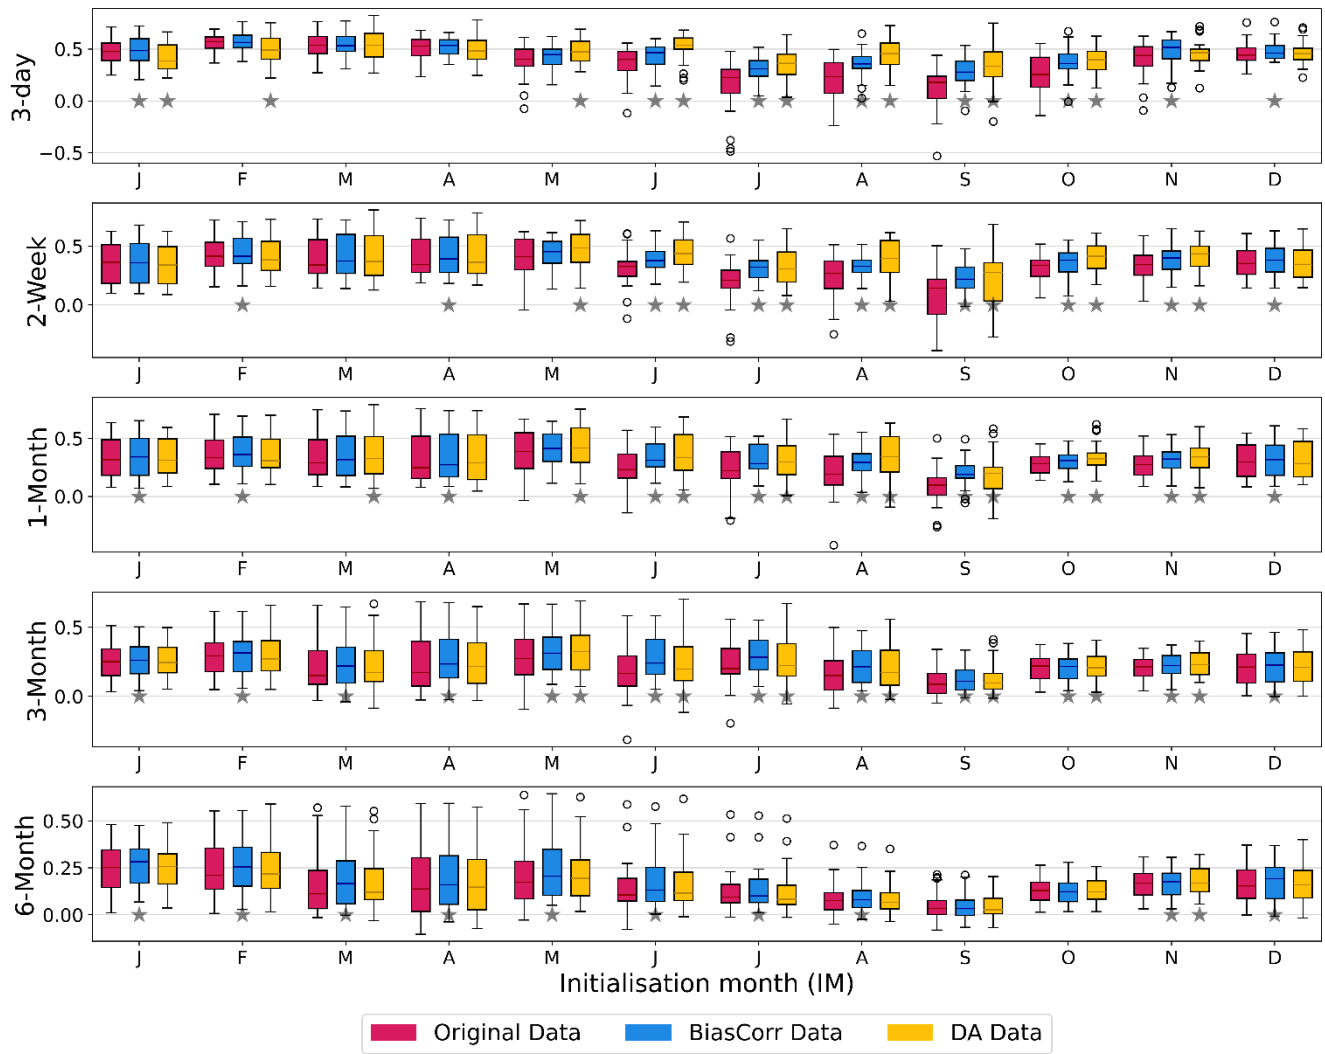 3-day
0.5
0.0
−0.5
J F M A M J J A S O N D
2-Week
0.5
0.0
J F M A M J J A S O N D
1-Month
0.5
0.0
J F M A M J J A S O N D
3-Month
0.5
0.0
J F M A M J J A S O N D
6-Month
0.50
0.25
0.00
J F M A M J J A S O N D
Initialisation month (IM)
Original Data BiasCorr Data DA Data